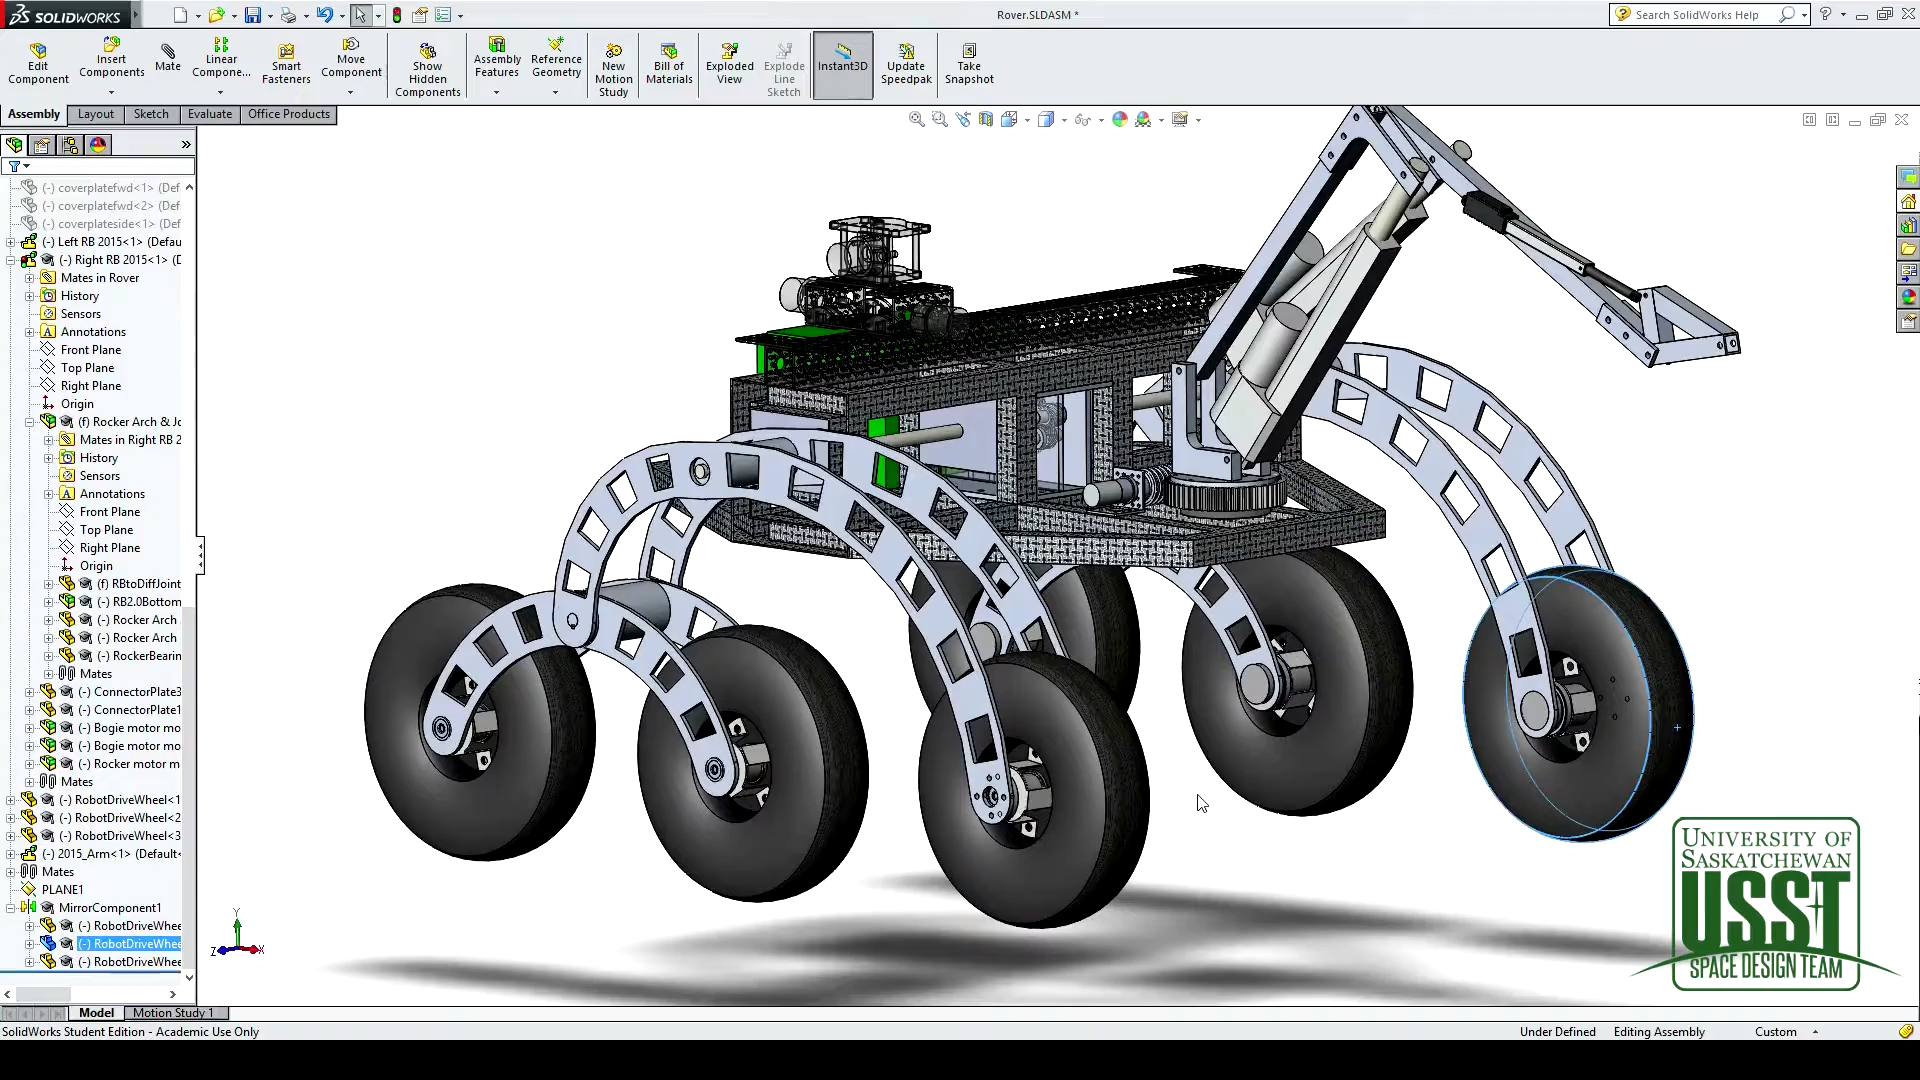 SOLIDWORKS
Rover.SLDASM *
Search SolidWorks Help
Edit Component
Insert Components
Mate
Linear Compone...
Smart Fasteners
Move Component
Show Hidden Components
Assembly Features
Reference Geometry
New Motion Study
Bill of Materials
Exploded View
Explode Line Sketch
Instant3D
Update Speedpak
Take Snapshot
Assembly
Layout
Sketch
Evaluate
Office Products
(-) coverplatefwd<1> (Def
(-) coverplatefwd<2> (Def
(-) coverplateside<1> (Def
(-) Left RB 2015<1> (Defau
(-) Right RB 2015<1> (D
Mates in Rover
History
Sensors
Annotations
Front Plane
Top Plane
Right Plane
Origin
(f) Rocker Arch & Jo
Mates in Right RB 2
History
Sensors
Annotations
Front Plane
Top Plane
Right Plane
Origin
(f) RBtoDiffJoint
(-) RB2.0Bottom
(-) Rocker Arch
(-) Rocker Arch
(-) RockerBearin
Mates
(-) ConnectorPlate3
(-) ConnectorPlate1
(-) Bogie motor mo
(-) Bogie motor mo
(-) Rocker motor m
Mates
(-) RobotDriveWheel<1
(-) RobotDriveWheel<2
(-) RobotDriveWheel<3
(-) 2015_Arm<1> (Default<
Mates
PLANE1
MirrorComponent1
(-) RobotDriveWhee
(-) RobotDriveWhee
(-) RobotDriveWhee
Y
Z
X
UNIVERSITY OF
SASKATCHEWAN
USST
SPACE DESIGN TEAM
Model
Motion Study 1
SolidWorks Student Edition - Academic Use Only
Under Defined
Editing Assembly
Custom